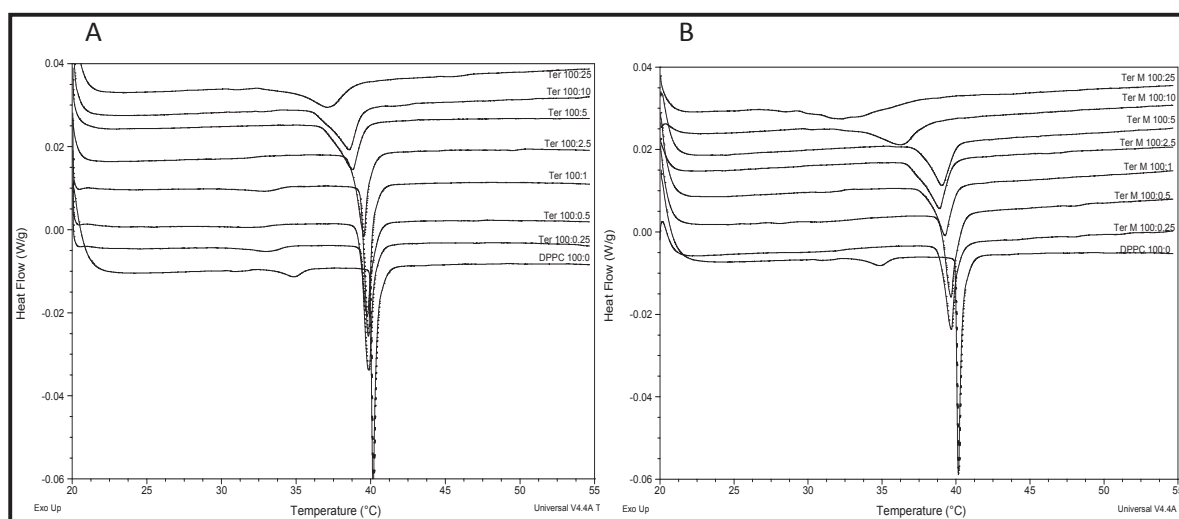 A
0.04
0.02
0.00
-0.02
-0.04
-0.06
Heat Flow (W/g)
Ter 100:25
Ter 100:10
Ter 100:5
Ter 100:2.5
Ter 100:1
Ter 100:0.5
Ter 100:0.25
DPPC 100:0
20 25 30 35 40 45 50 55
Exo Up
Temperature (°C)
Universal V4.4A T
B
0.04
0.02
0.00
-0.02
-0.04
-0.06
Heat Flow (W/g)
Ter M 100:25
Ter M 100:10
Ter M 100:5
Ter M 100:2.5
Ter M 100:1
Ter M 100:0.5
Ter M 100:0.25
DPPC 100:0
20 25 30 35 40 45 50 55
Exo Up
Temperature (°C)
Universal V4.4A